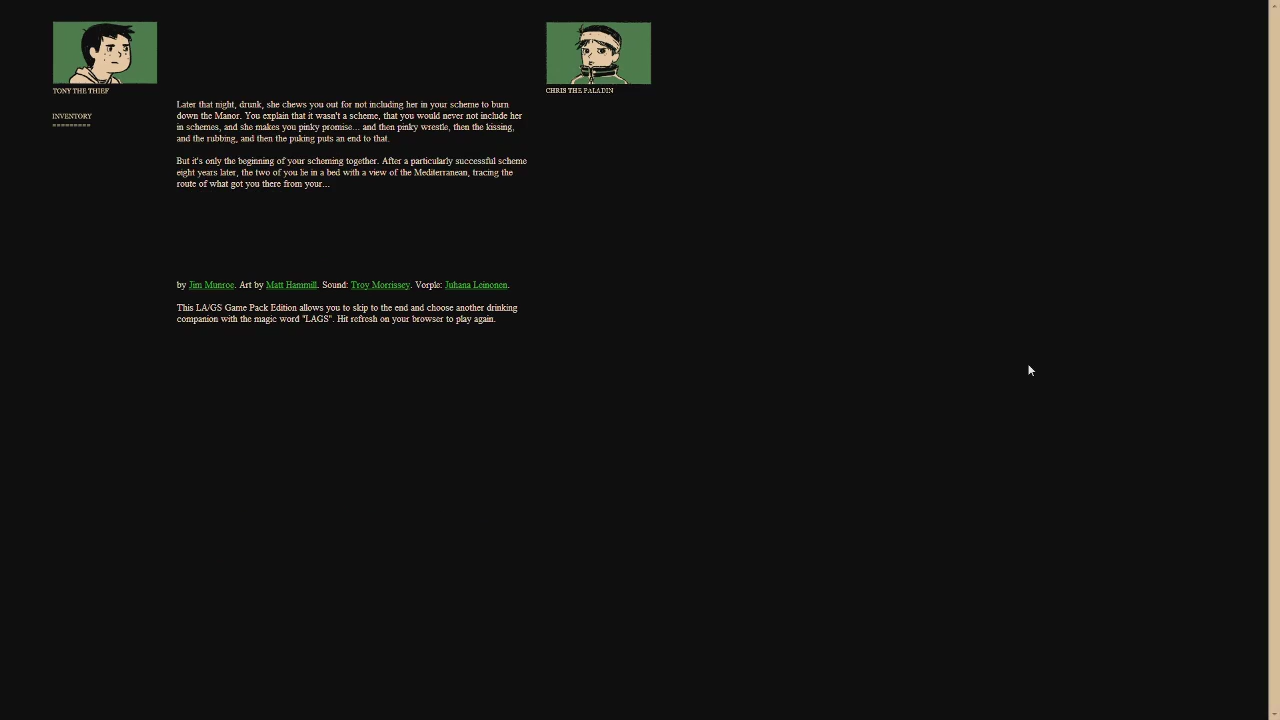 TONY THE THIEF
CHRIS THE PALADIN
INVENTORY
=========
Later that night, drunk, she chews you out for not including her in your scheme to burn
down the Manor. You explain that it wasn't a scheme, that you would never not include her
in schemes, and she makes you pinky promise... and then pinky wrestle, then the kissing,
and the rubbing, and then the puking puts an end to that.
But it's only the beginning of your scheming together. After a particularly successful scheme
eight years later, the two of you lie in a bed with a view of the Mediterranean, tracing the
route of what got you there from your...
by Jim Munroe. Art by Matt Hammill. Sound: Troy Morrissey. Vorple: Juhana Leinonen.
This LA/GS Game Pack Edition allows you to skip to the end and choose another drinking
companion with the magic word "LAGS". Hit refresh on your browser to play again.